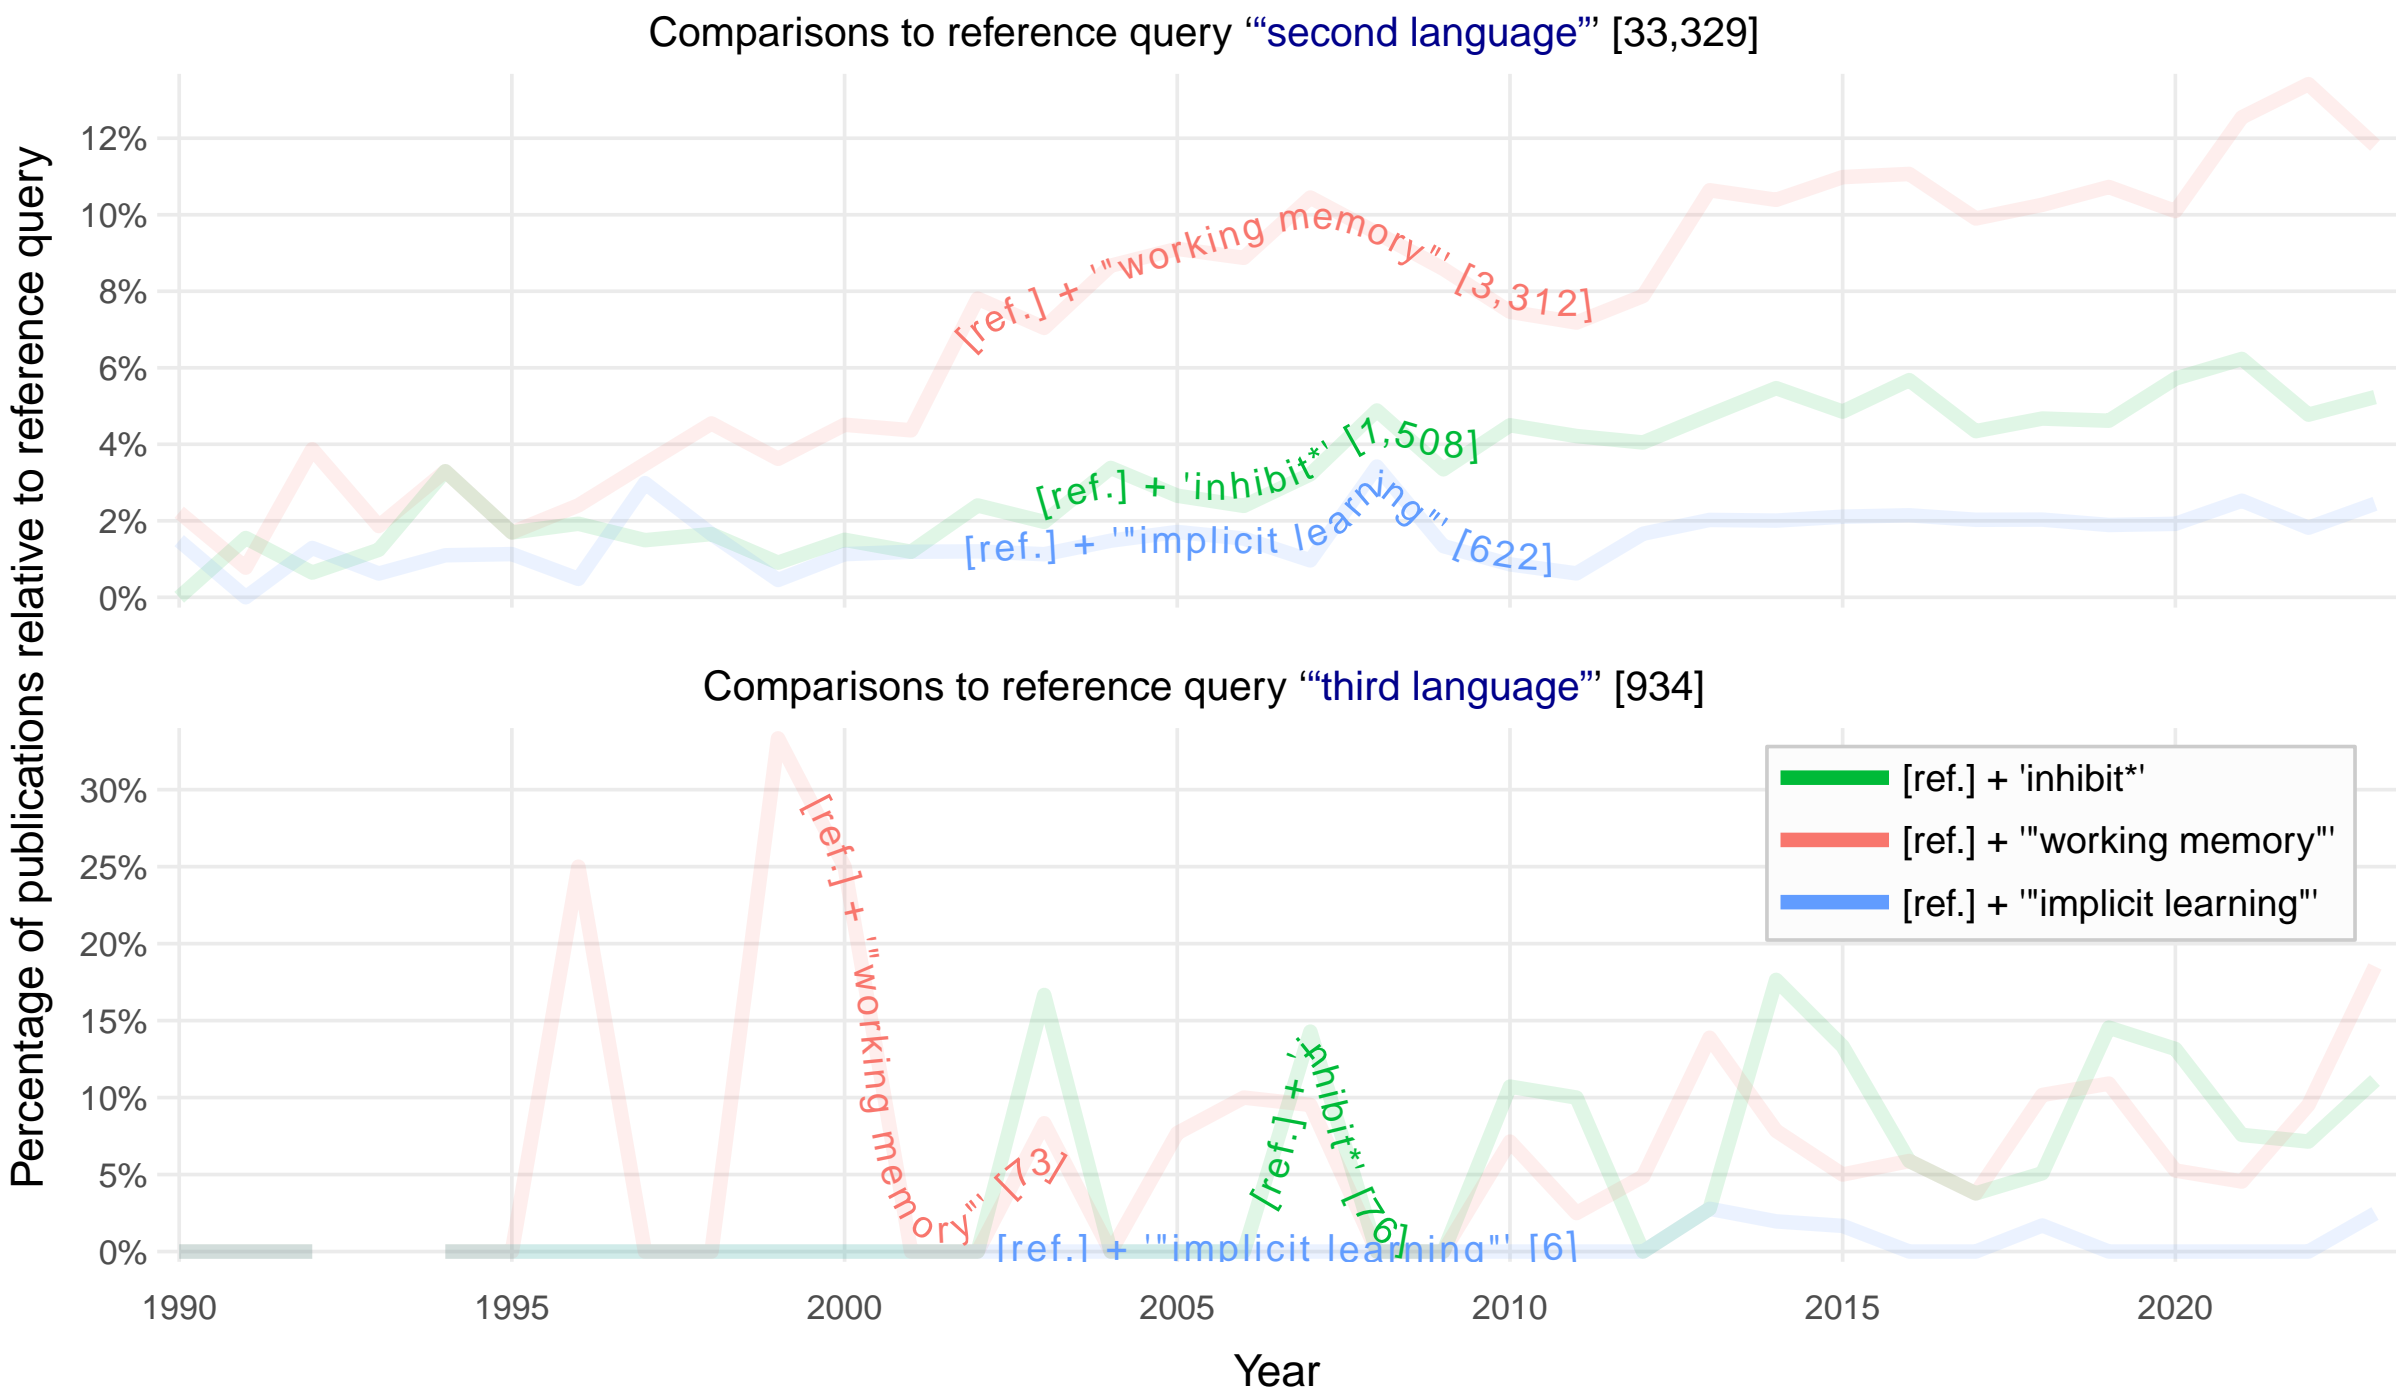 Comparisons to reference query ‘“second language”’ [33,329]
Percentage of publications relative to reference query
12%
10%
8%
6%
4%
2%
0%
[ref.] + '"working memory"' [3,312]
[ref.] + 'inhibit*' [1,508]
[ref.] + '"implicit learning"' [622]
Comparisons to reference query ‘“third language”’ [934]
30%
25%
20%
15%
10%
5%
0%
[ref.] + '"working memory"' [73]
[ref.] + 'inhibit*' [76]
[ref.] + '"implicit learning"' [6]
[ref.] + 'inhibit*'
[ref.] + '"working memory"'
[ref.] + '"implicit learning"'
1990 1995 2000 2005 2010 2015 2020
Year